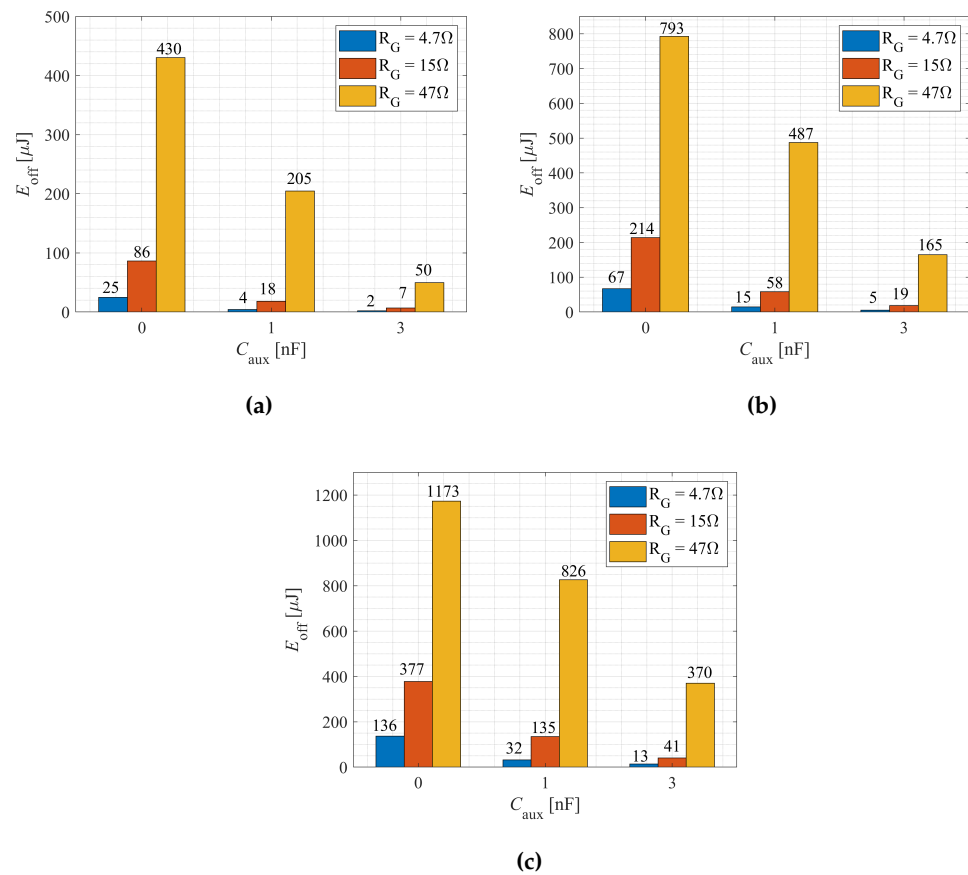 500
400
300
200
100
0
E_off [μJ]
430
86
25
205
18
4
50
7
2
0 1 3
C_aux [nF]
R_G = 4.7Ω
R_G = 15Ω
R_G = 47Ω
(a)
800
700
600
500
400
300
200
100
0
E_off [μJ]
793
214
67
487
58
15
165
19
5
0 1 3
C_aux [nF]
R_G = 4.7Ω
R_G = 15Ω
R_G = 47Ω
(b)
1200
1000
800
600
400
200
0
E_off [μJ]
1173
377
136
826
135
32
370
41
13
0 1 3
C_aux [nF]
R_G = 4.7Ω
R_G = 15Ω
R_G = 47Ω
(c)